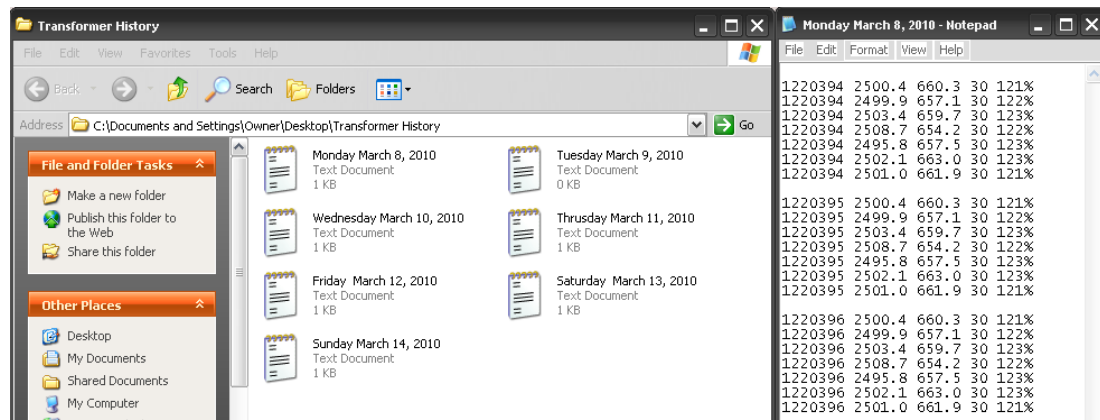 Transformer History
File Edit View Favorites Tools Help
Back Search Folders
Address C:\Documents and Settings\Owner\Desktop\Transformer History Go
File and Folder Tasks
Make a new folder
Publish this folder to
the Web
Share this folder
Other Places
Desktop
My Documents
Shared Documents
My Computer
Monday March 8, 2010
Text Document
1 KB
Tuesday March 9, 2010
Text Document
0 KB
Wednesday March 10, 2010
Text Document
1 KB
Thrusday March 11, 2010
Text Document
1 KB
Friday March 12, 2010
Text Document
1 KB
Saturday March 13, 2010
Text Document
1 KB
Sunday March 14, 2010
Text Document
1 KB
Monday March 8, 2010 - Notepad
File Edit Format View Help
1220394 2500.4 660.3 30 121%
1220394 2499.9 657.1 30 122%
1220394 2503.4 659.7 30 123%
1220394 2508.7 654.2 30 122%
1220394 2495.8 657.5 30 123%
1220394 2502.1 663.0 30 123%
1220394 2501.0 661.9 30 121%
1220395 2500.4 660.3 30 121%
1220395 2499.9 657.1 30 122%
1220395 2503.4 659.7 30 123%
1220395 2508.7 654.2 30 122%
1220395 2495.8 657.5 30 123%
1220395 2502.1 663.0 30 123%
1220395 2501.0 661.9 30 121%
1220396 2500.4 660.3 30 121%
1220396 2499.9 657.1 30 122%
1220396 2503.4 659.7 30 123%
1220396 2508.7 654.2 30 122%
1220396 2495.8 657.5 30 123%
1220396 2502.1 663.0 30 123%
1220396 2501.0 661.9 30 121%